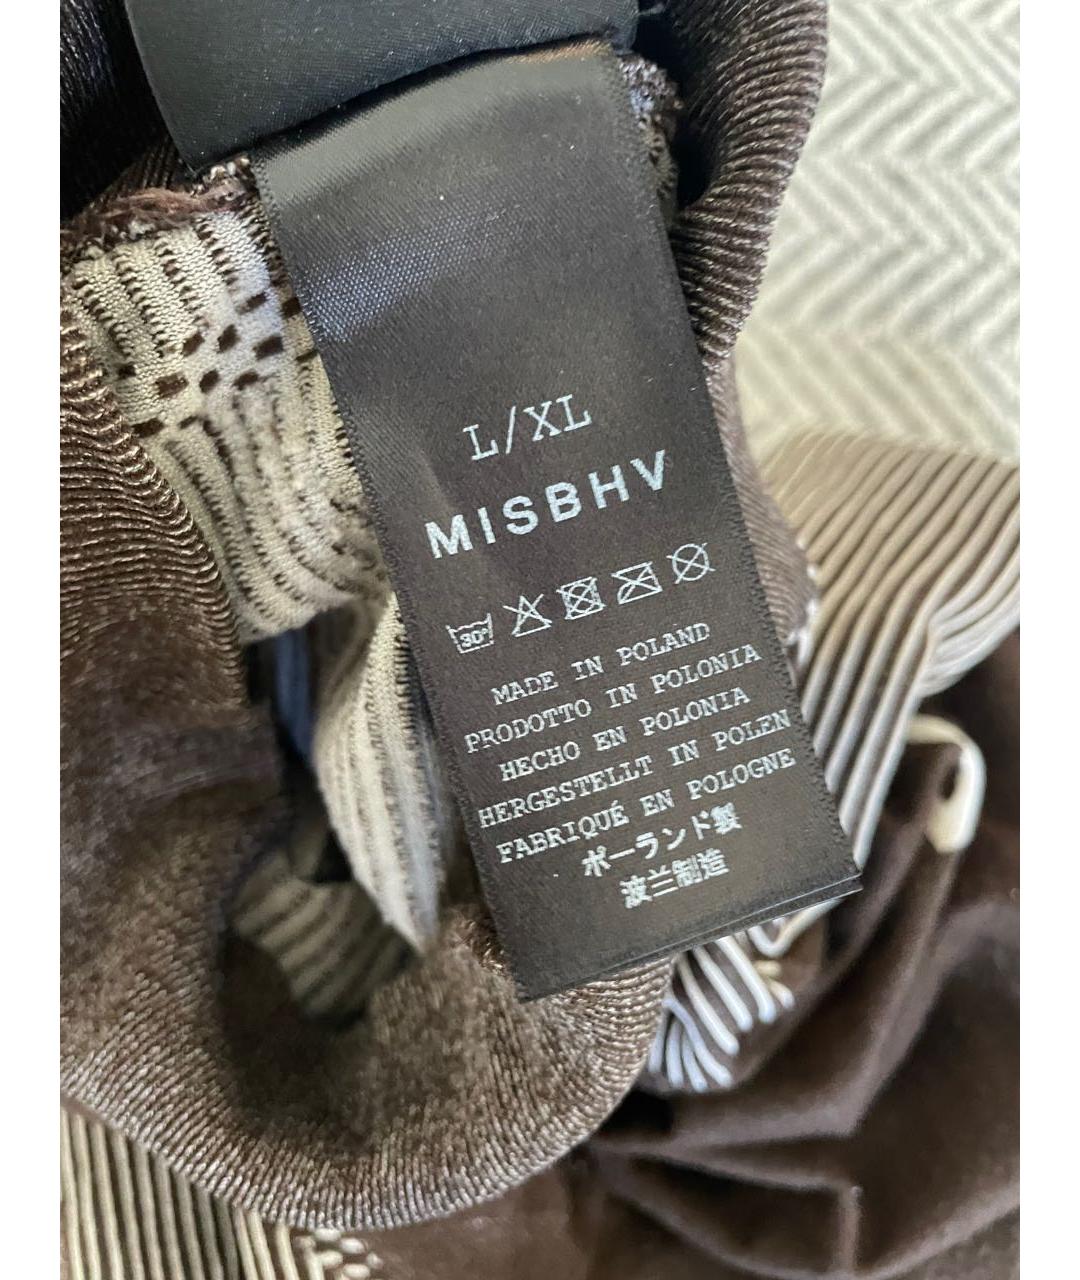 L/XL
MISBHV
30°
MADE IN POLAND
PRODOTTO IN POLONIA
HECHO EN POLONIA
HERGESTELLT IN POLEN
FABRIQUÉ EN POLOGNE
ポーランド製
波兰制造